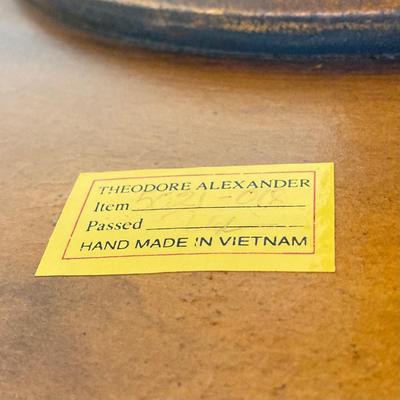 THEODORE ALEXANDER
Item
Passed
HAND MADE IN VIETNAM